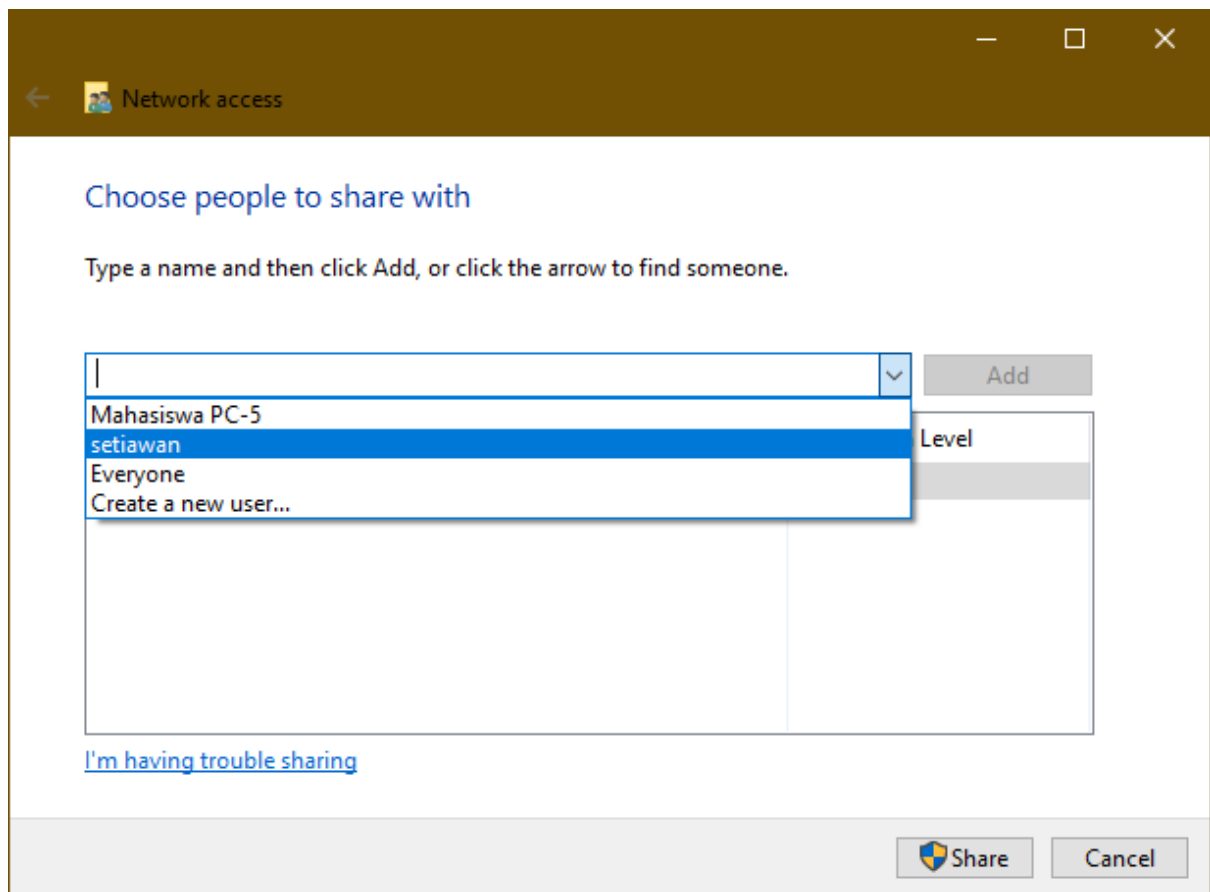 Network access
Choose people to share with
Type a name and then click Add, or click the arrow to find someone.
Add
Mahasiswa PC-5
setiawan
Everyone
Create a new user...
Level
I'm having trouble sharing
Share Cancel